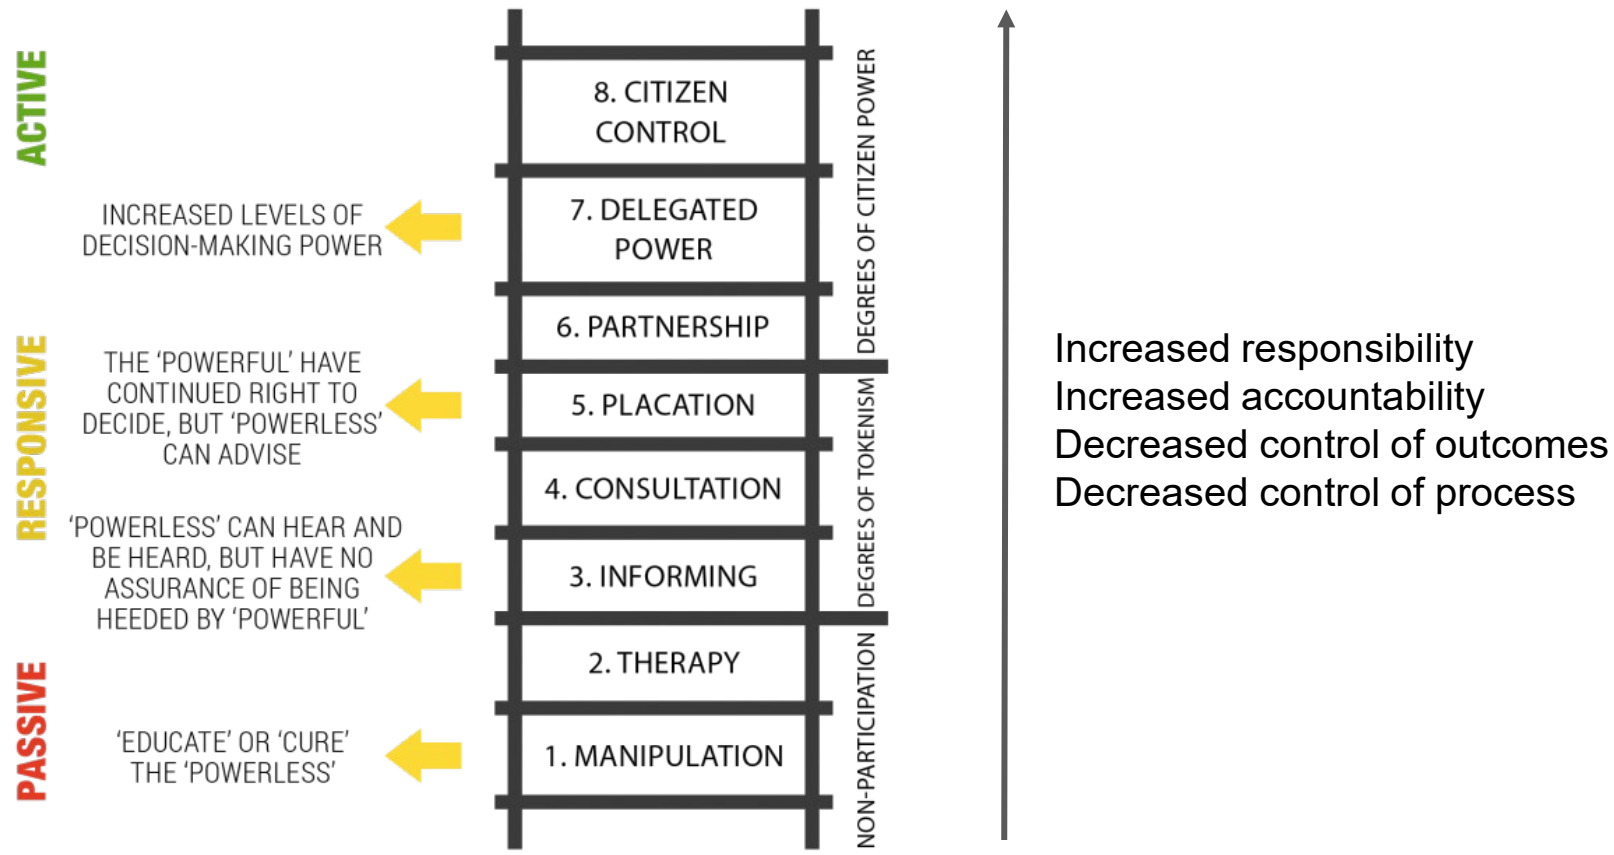 ACTIVE
INCREASED LEVELS OF
DECISION-MAKING POWER
RESPONSIVE
THE ‘POWERFUL’ HAVE
CONTINUED RIGHT TO
DECIDE, BUT ‘POWERLESS’
CAN ADVISE
‘POWERLESS’ CAN HEAR AND
BE HEARD, BUT HAVE NO
ASSURANCE OF BEING
HEEDED BY ‘POWERFUL’
PASSIVE
‘EDUCATE’ OR ‘CURE’
THE ‘POWERLESS’
8. CITIZEN
CONTROL
7. DELEGATED
POWER
6. PARTNERSHIP
5. PLACATION
4. CONSULTATION
3. INFORMING
2. THERAPY
1. MANIPULATION
DEGREES OF CITIZEN POWER
DEGREES OF TOKENISM
NON-PARTICIPATION
Increased responsibility
Increased accountability
Decreased control of outcomes
Decreased control of process